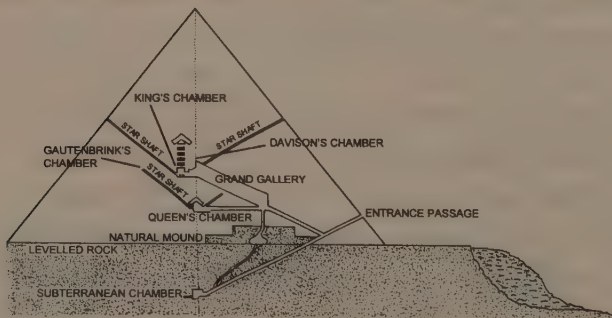 KING'S CHAMBER
STAR SHAFT
STAR SHAFT
DAVISON'S CHAMBER
GAUTENBRINK'S
CHAMBER
STAR SHAFT
GRAND GALLERY
QUEEN'S CHAMBER
ENTRANCE PASSAGE
NATURAL MOUND
LEVELLED ROCK
SUBTERRANEAN CHAMBER